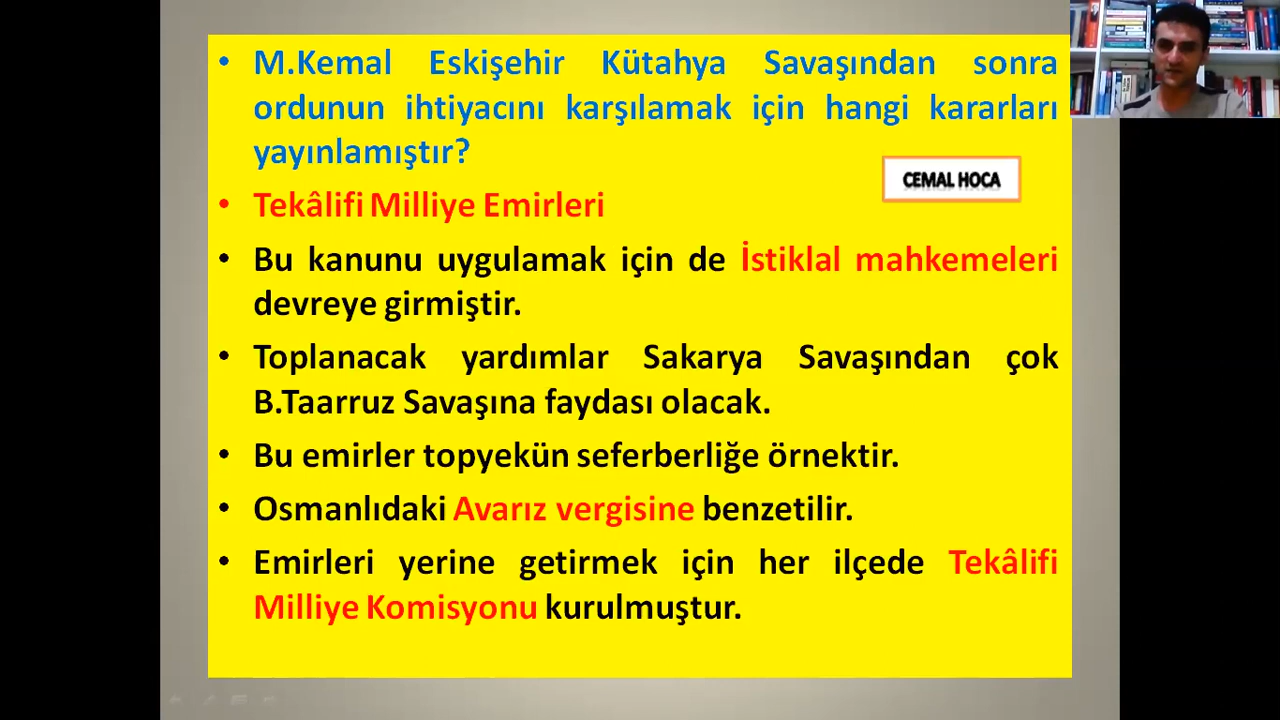 M.Kemal Eskişehir Kütahya Savaşından sonra
ordunun ihtiyacını karşılamak için hangi kararları
yayınlamıştır?
CEMAL HOCA
Tekâlifi Milliye Emirleri
Bu kanunu uygulamak için de İstiklal mahkemeleri
devreye girmiştir.
Toplanacak yardımlar Sakarya Savaşından çok
B.Taarruz Savaşına faydası olacak.
Bu emirler topyekün seferberliğe örnektir.
Osmanlıdaki Avarız vergisine benzetilir.
Emirleri yerine getirmek için her ilçede Tekâlifi
Milliye Komisyonu kurulmuştur.